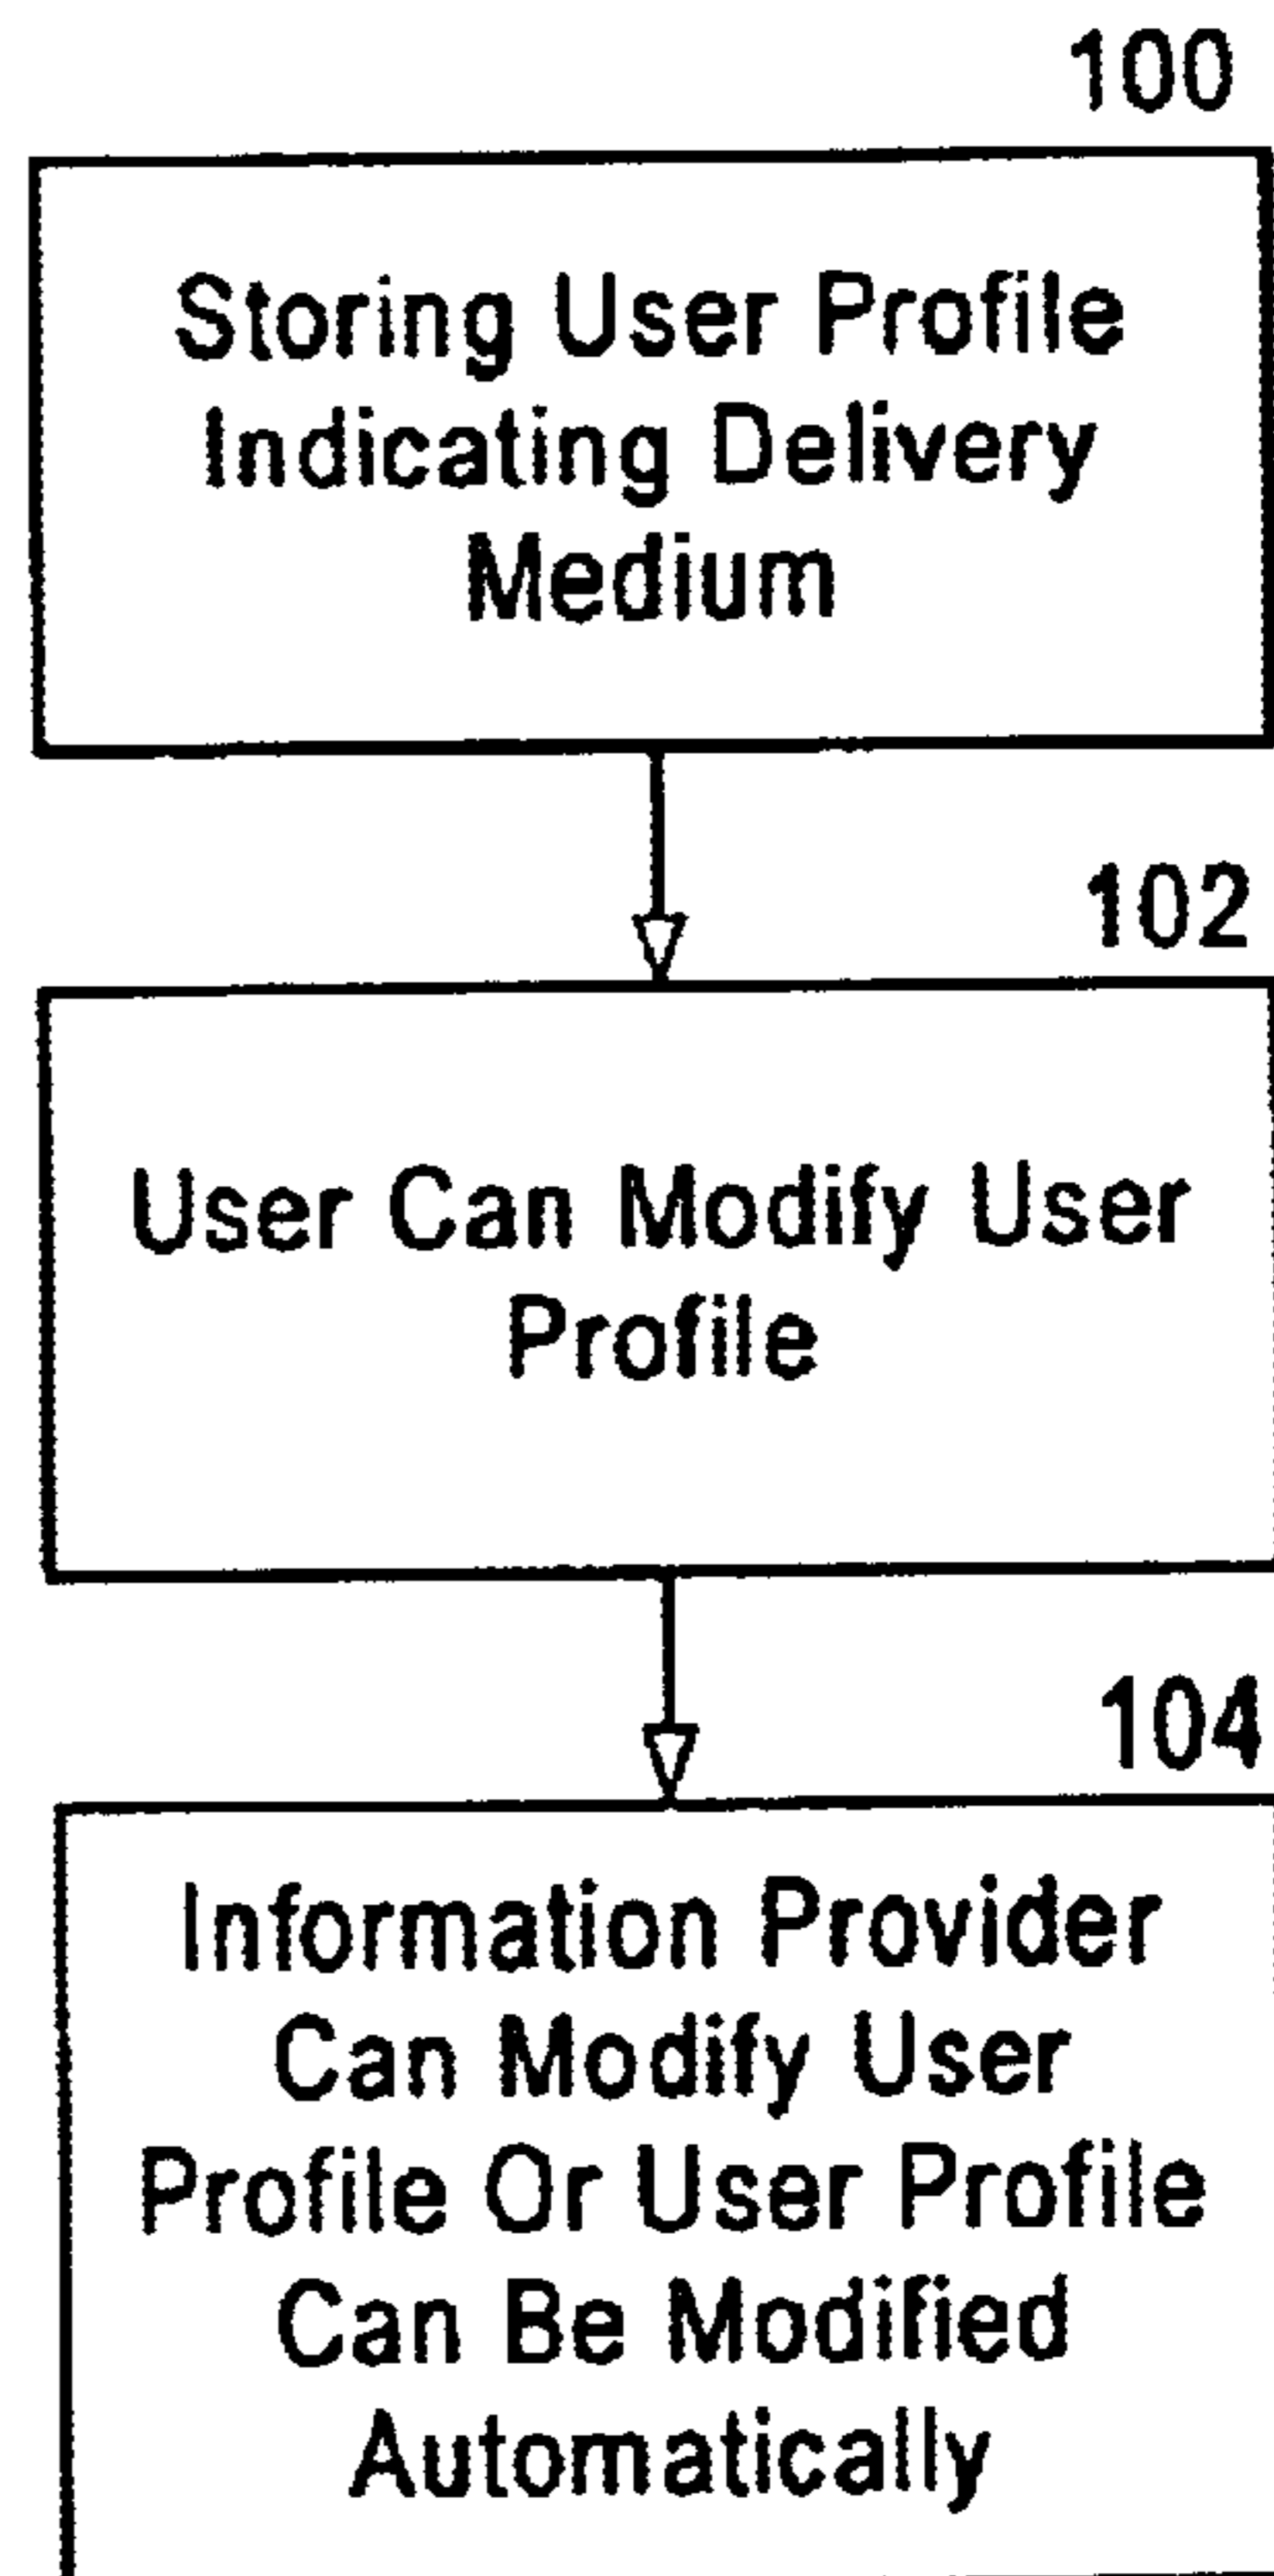 100
Storing User Profile
Indicating Delivery
Medium
102
User Can Modify User
Profile
104
Information Provider
Can Modify User
Profile Or User Profile
Can Be Modified
Automatically